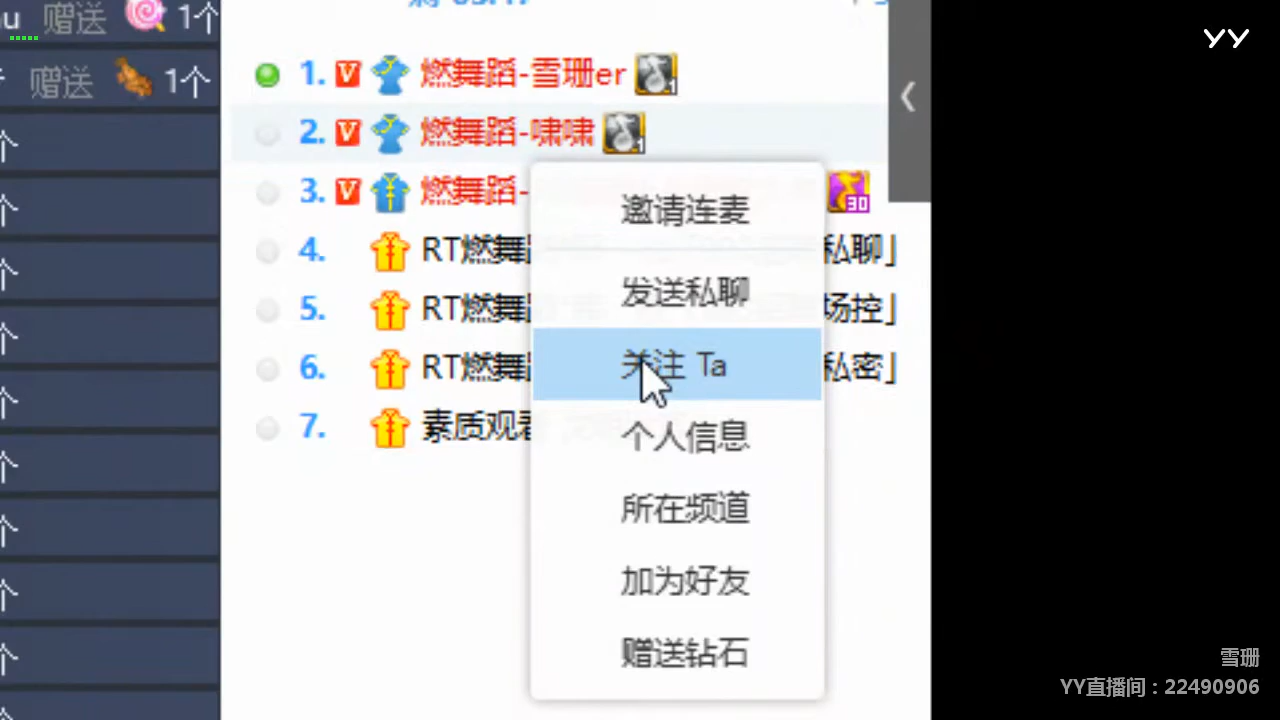 赠送 1个
YY
赠送 1个
1. V 燃舞蹈-雪珊er 1
2. V 燃舞蹈-啸啸 1
3. V 燃舞蹈- 30
4. RT燃舞 私聊」
5. RT燃舞 场控」
6. RT燃舞 私密」
7. 素质观
个
个
个
个
个
个
个
个
个
邀请连麦
发送私聊
关注 Ta
个人信息
所在频道
加为好友
赠送钻石
雪珊
YY直播间：22490906